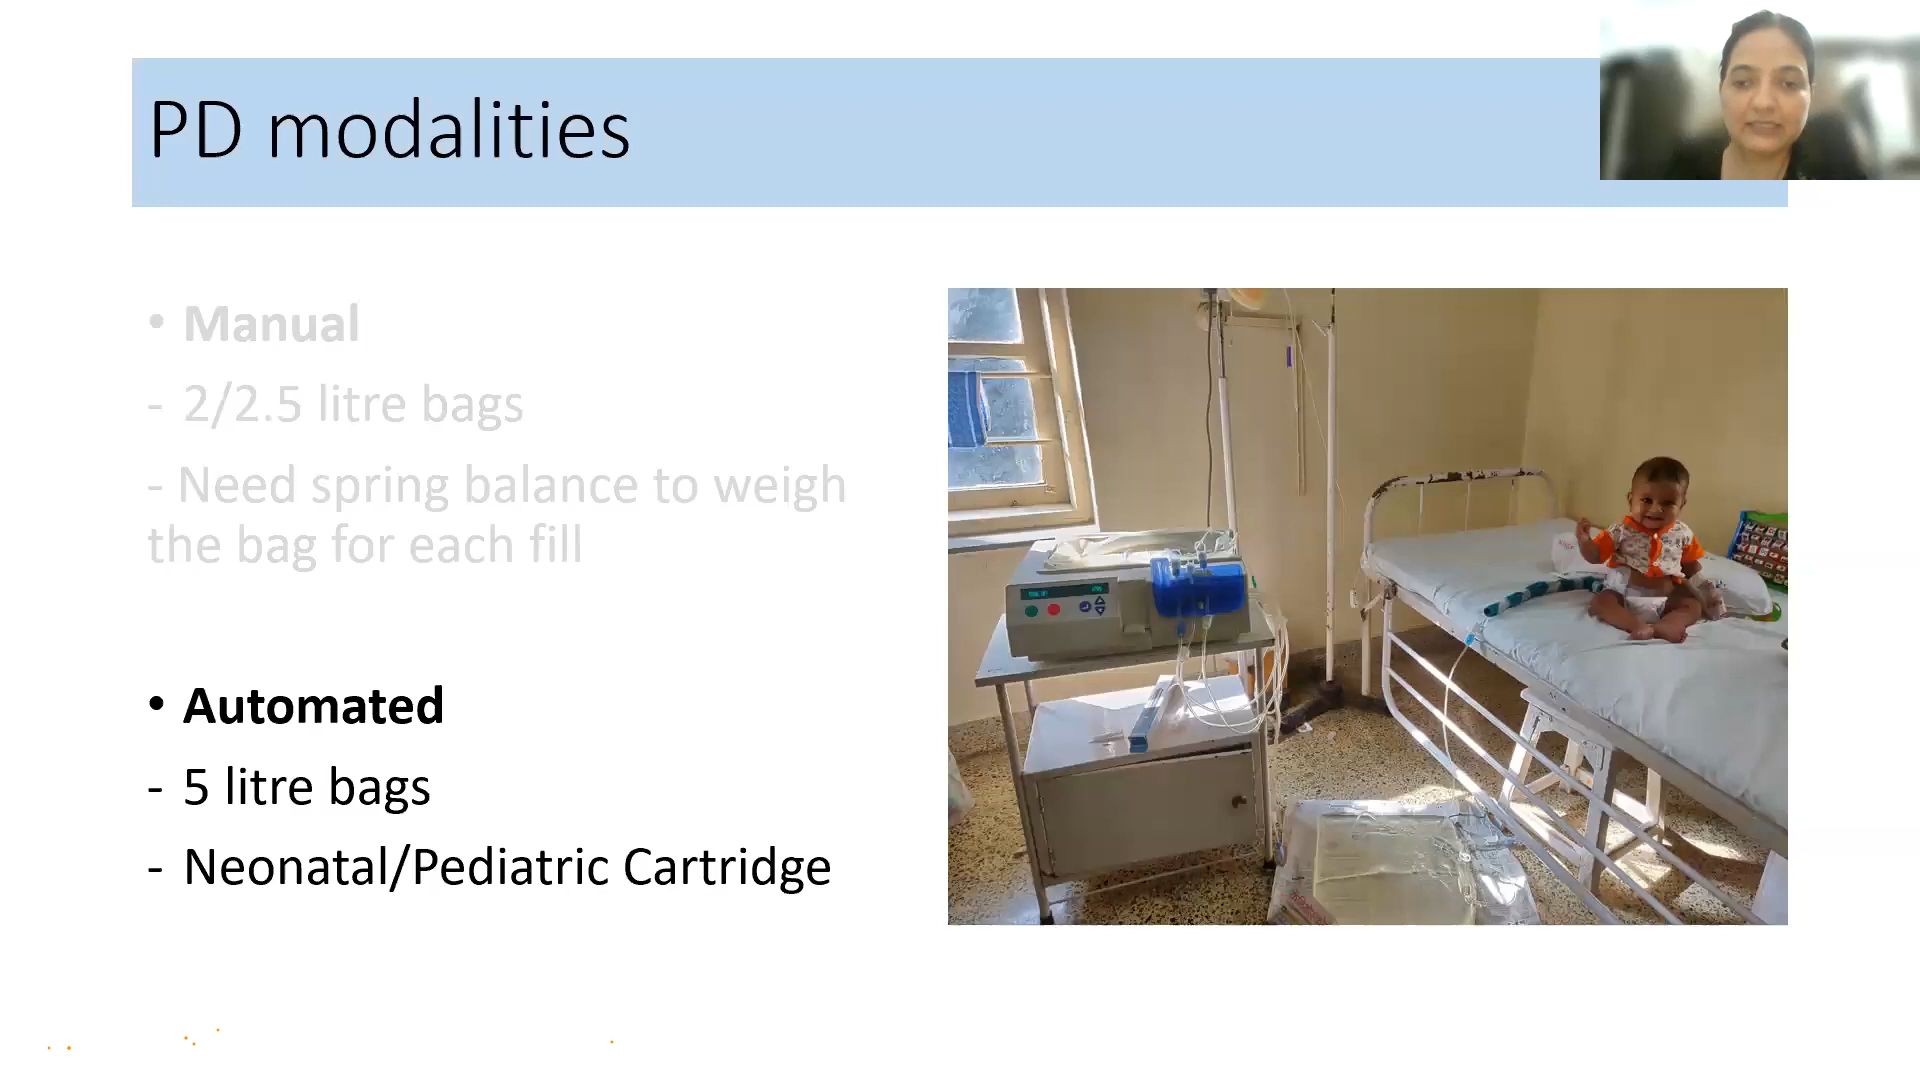 PD modalities
• Manual
- 2/2.5 litre bags
- Need spring balance to weigh
the bag for each fill
• Automated
- 5 litre bags
- Neonatal/Pediatric Cartridge